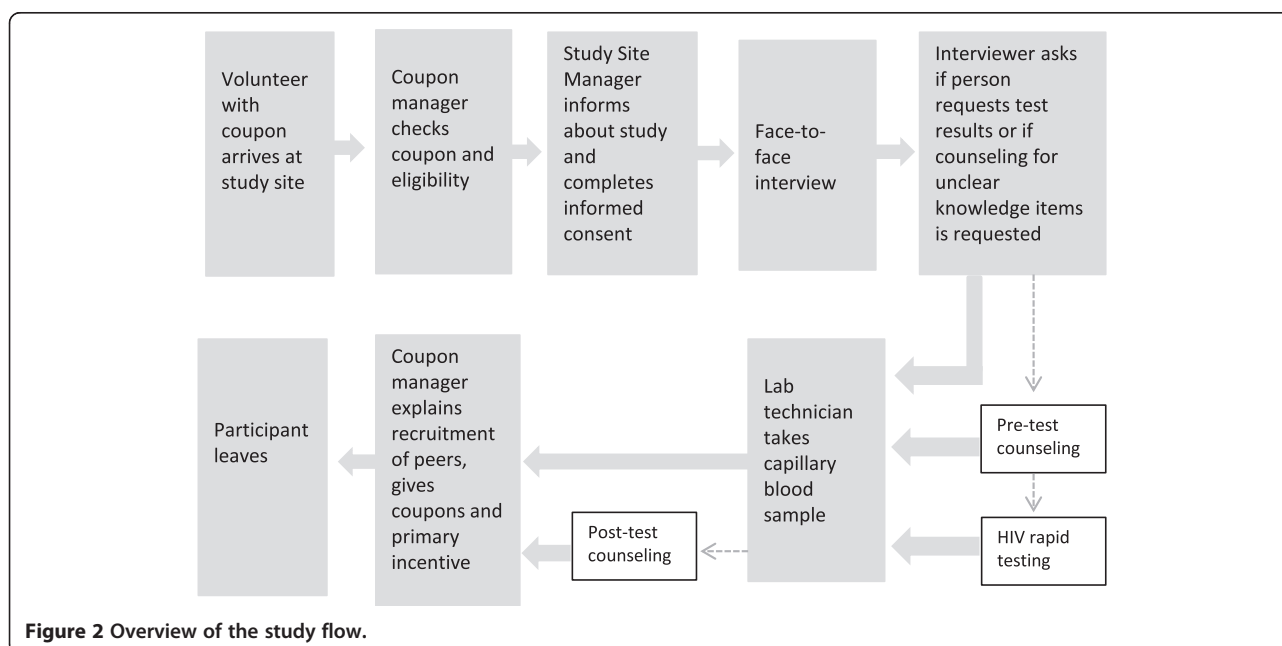 Volunteer
with
coupon
arrives at
study site
Coupon
manager
checks
coupon and
eligibility
Study Site
Manager
informs
about study
and
completes
informed
consent
Face-to-
face
interview
Interviewer asks
if person
requests test
results or if
counseling for
unclear
knowledge items
is requested
Participant
leaves
Coupon
manager
explains
recruitment
of peers,
gives
coupons and
primary
incentive
Post-test
counseling
Lab
technician
takes
capillary
blood
sample
Pre-test
counseling
HIV rapid
testing
Figure 2 Overview of the study flow.